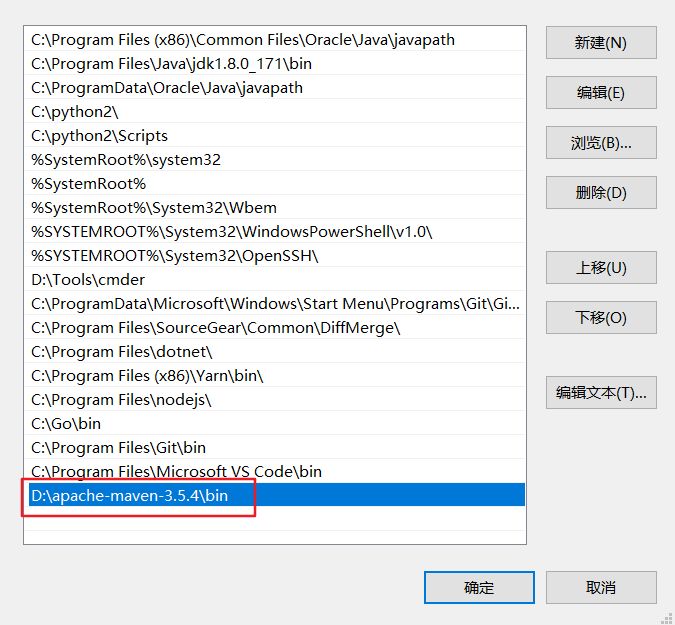 C:\Program Files (x86)\Common Files\Oracle\Java\javapath
C:\Program Files\Java\jdk1.8.0_171\bin
C:\ProgramData\Oracle\Java\javapath
C:\python2\
C:\python2\Scripts
%SystemRoot%\system32
%SystemRoot%
%SystemRoot%\System32\Wbem
%SYSTEMROOT%\System32\WindowsPowerShell\v1.0\
%SYSTEMROOT%\System32\OpenSSH\
D:\Tools\cmder
C:\ProgramData\Microsoft\Windows\Start Menu\Programs\Git\Gi...
C:\Program Files\SourceGear\Common\DiffMerge\
C:\Program Files\dotnet\
C:\Program Files (x86)\Yarn\bin\
C:\Program Files\nodejs\
C:\Go\bin
C:\Program Files\Git\bin
C:\Program Files\Microsoft VS Code\bin
D:\apache-maven-3.5.4\bin
新建(N)
编辑(E)
浏览(B)...
删除(D)
上移(U)
下移(O)
编辑文本(T)...
确定
取消